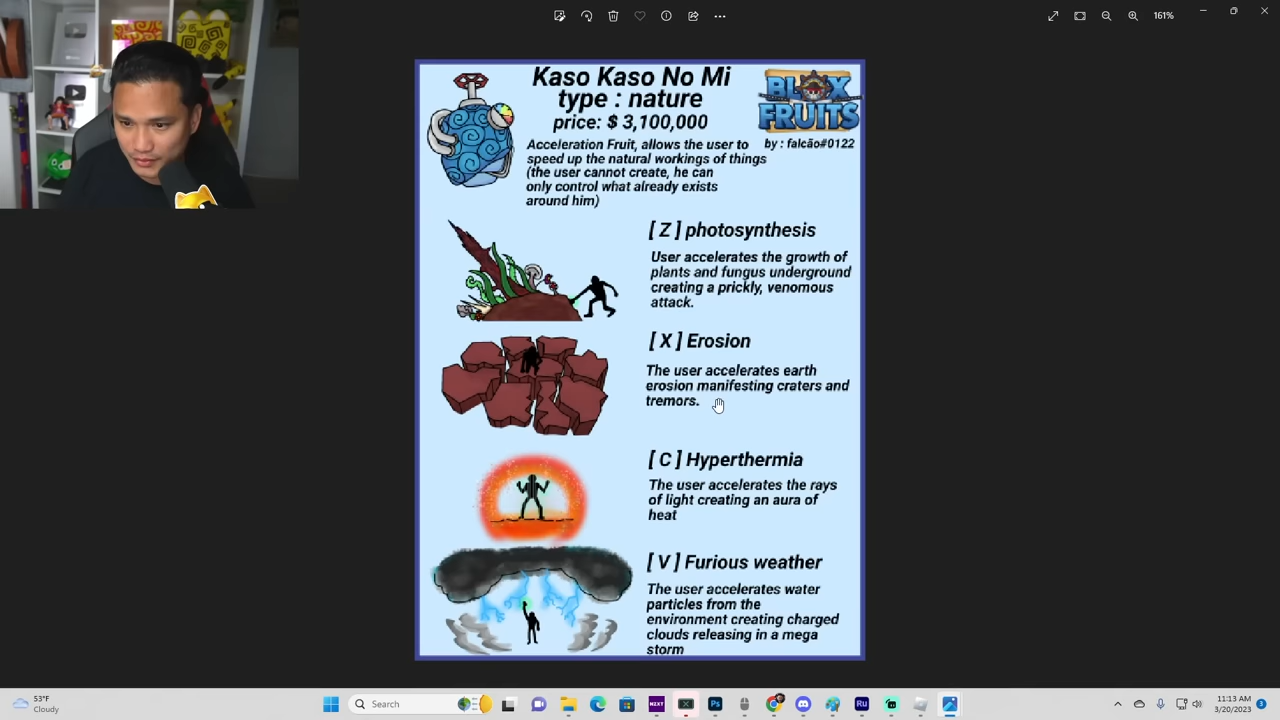 161%
Kaso Kaso No Mi
type : nature
price: $ 3,100,000
BLOX
FRUITS
by : falcão#0122
Acceleration Fruit, allows the user to
speed up the natural workings of things
(the user cannot create, he can
only control what already exists
around him)
[ Z ] photosynthesis
User accelerates the growth of
plants and fungus underground
creating a prickly, venomous
attack.
[ X ] Erosion
The user accelerates earth
erosion manifesting craters and
tremors.
[ C ] Hyperthermia
The user accelerates the rays
of light creating an aura of
heat
[ V ] Furious weather
The user accelerates water
particles from the
environment creating charged
clouds releasing in a mega
storm
53°F
Cloudy
Search
NZXT
Ps
Ru
11:13 AM
3/20/2023
3